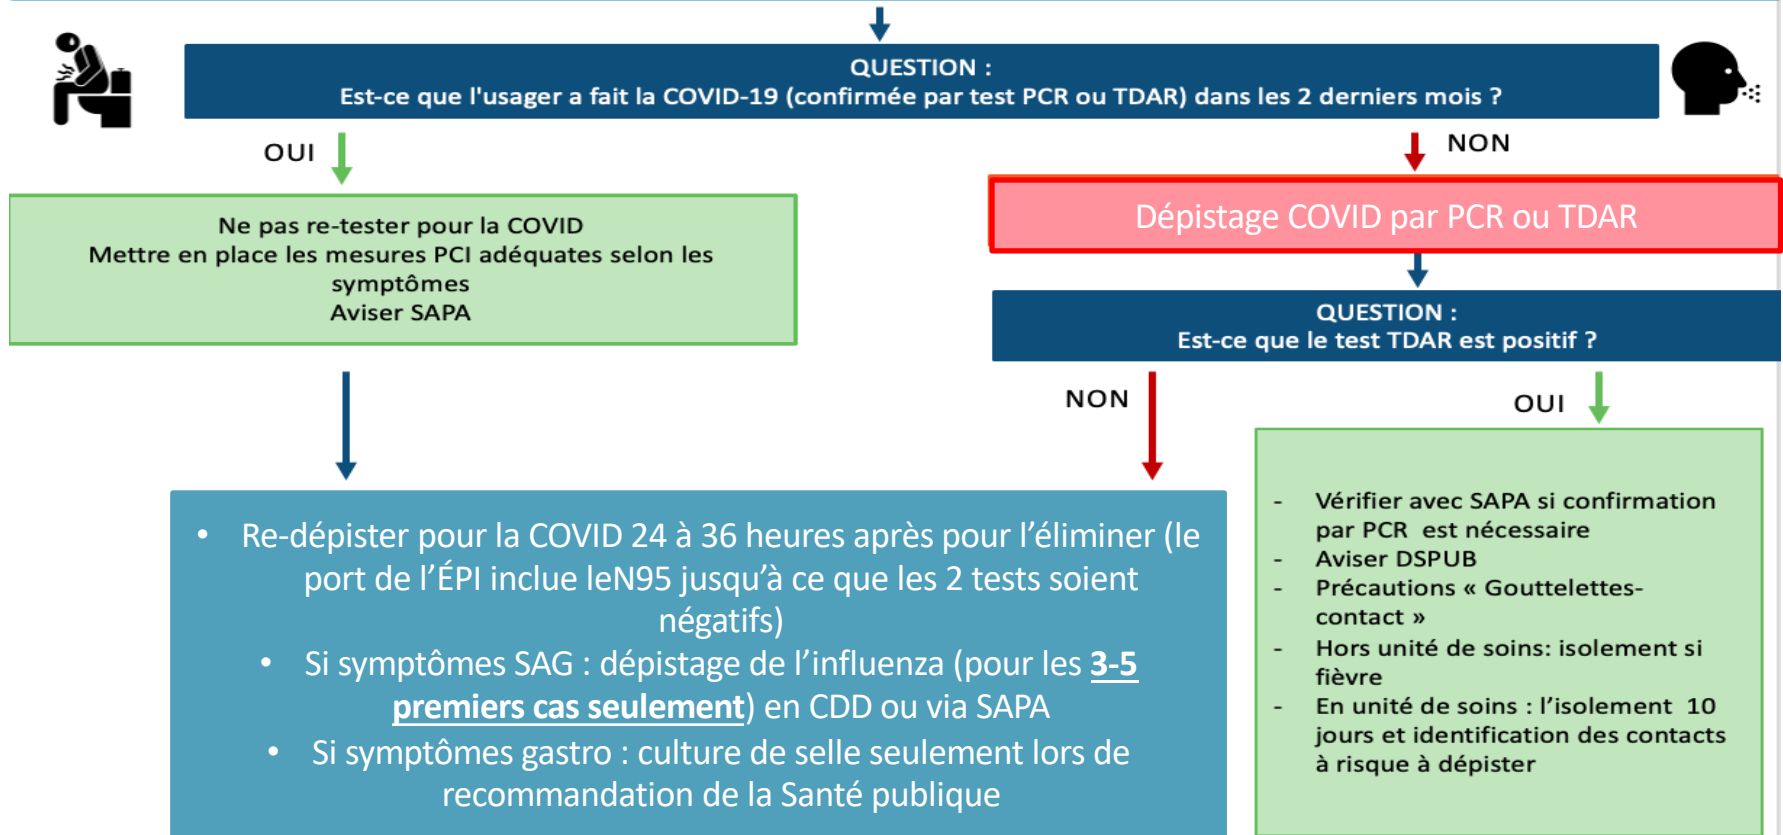 QUESTION :
Est-ce que l'usager a fait la COVID-19 (confirmée par test PCR ou TDAR) dans les 2 derniers mois ?
OUI
NON
Ne pas re-tester pour la COVID
Mettre en place les mesures PCI adéquates selon les
symptômes
Aviser SAPA
Dépistage COVID par PCR ou TDAR
QUESTION :
Est-ce que le test TDAR est positif ?
NON
OUI
• Re-dépister pour la COVID 24 à 36 heures après pour l’éliminer (le
port de l’ÉPI inclue leN95 jusqu’à ce que les 2 tests soient
négatifs)
• Si symptômes SAG : dépistage de l’influenza (pour les 3-5
premiers cas seulement) en CDD ou via SAPA
• Si symptômes gastro : culture de selle seulement lors de
recommandation de la Santé publique
- Vérifier avec SAPA si confirmation
par PCR est nécessaire
- Aviser DSPUB
- Précautions « Gouttelettes-
contact »
- Hors unité de soins: isolement si
fièvre
- En unité de soins : l’isolement 10
jours et identification des contacts
à risque à dépister